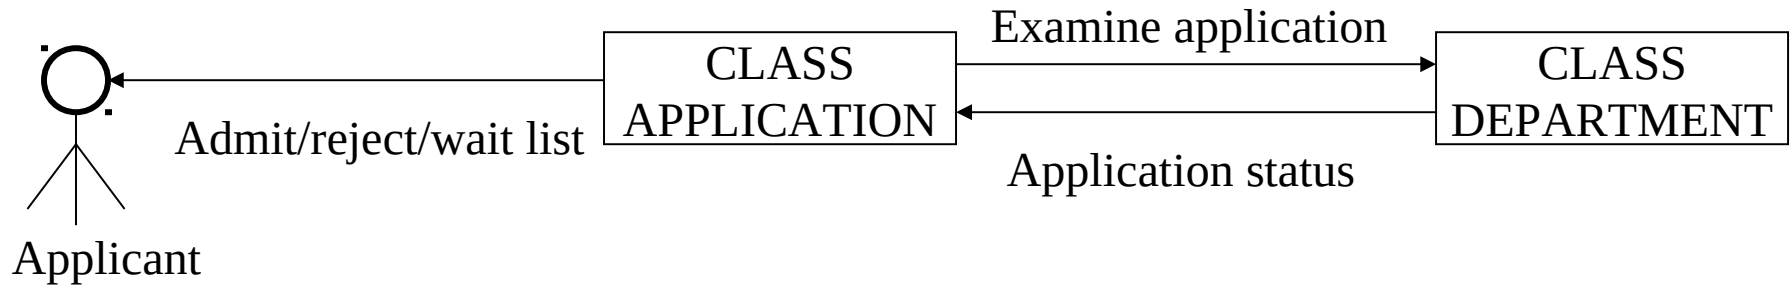 Examine application
CLASS
APPLICATION
CLASS
DEPARTMENT
Admit/reject/wait list
Application status
Applicant